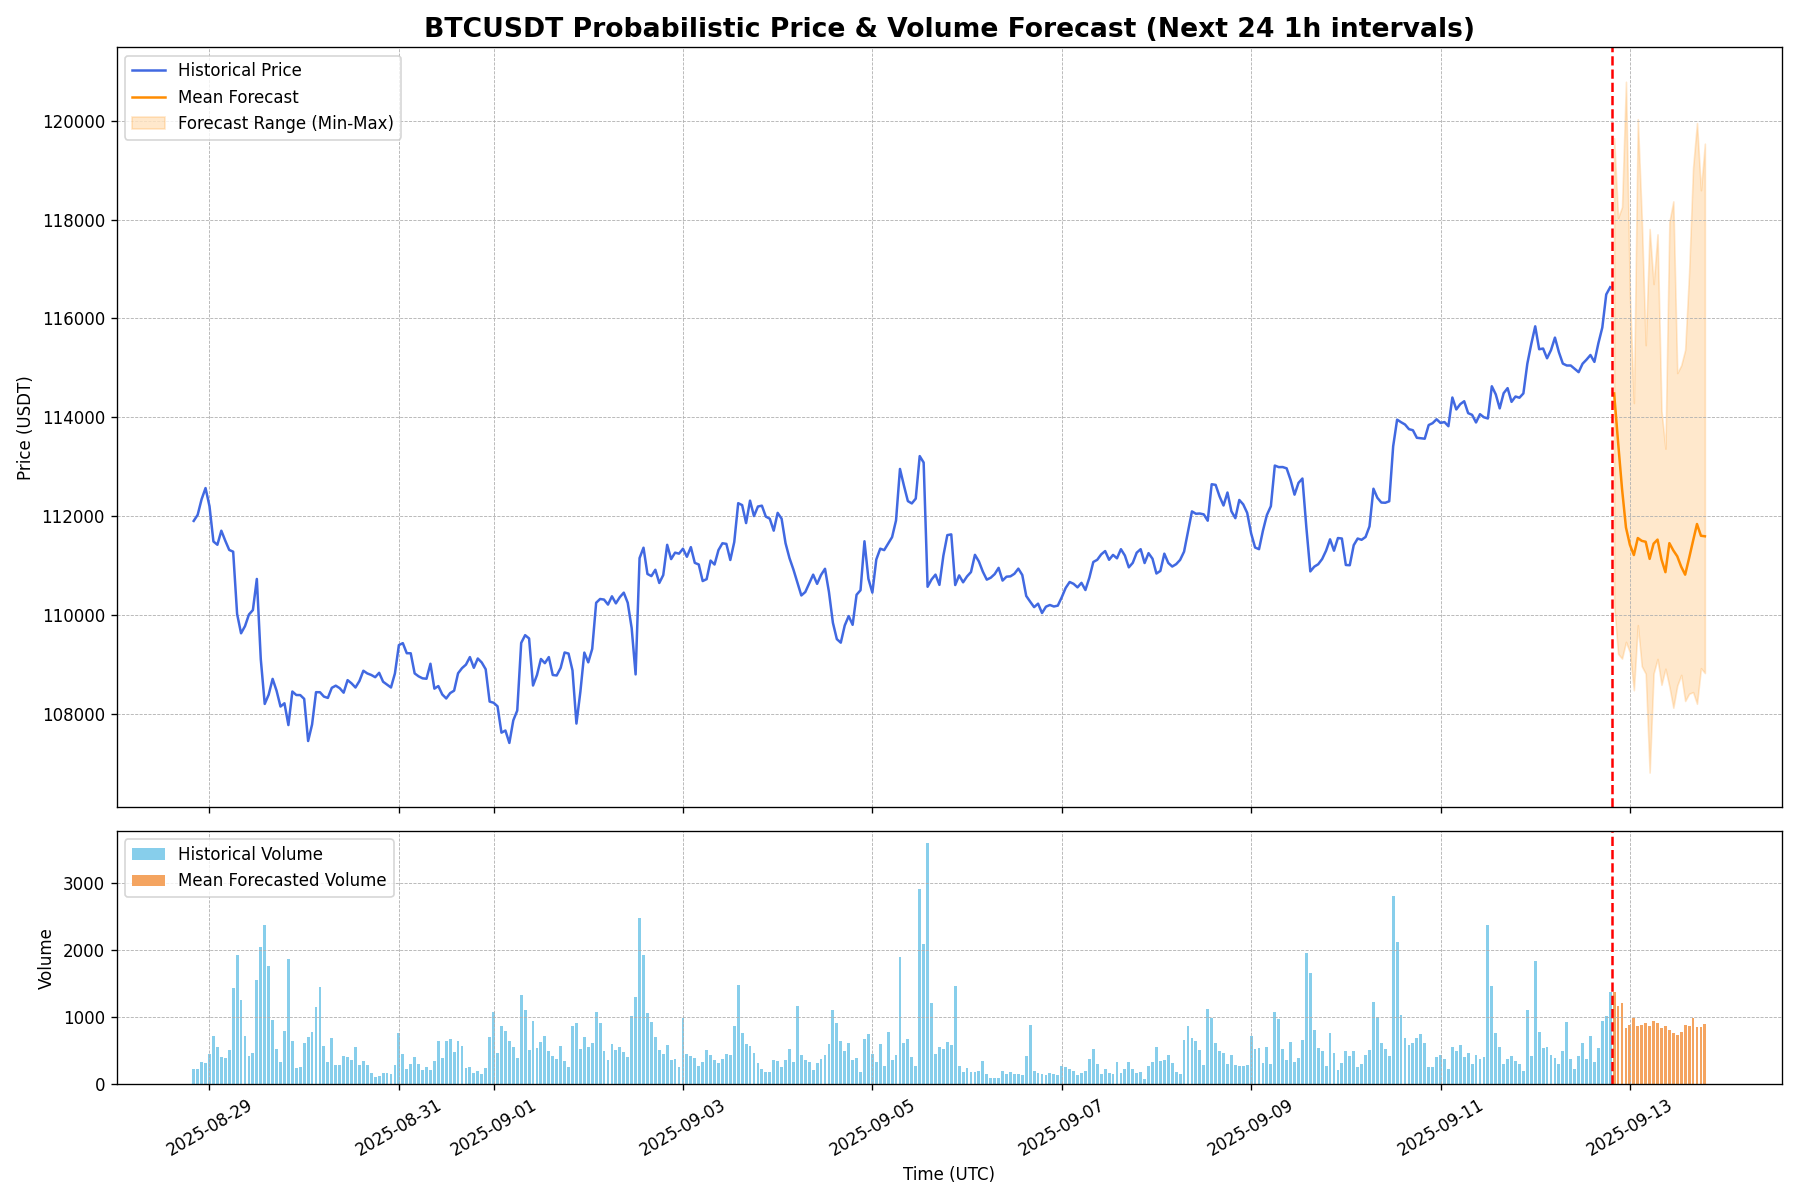 BTCUSDT Probabilistic Price & Volume Forecast (Next 24 1h intervals)
Historical Price
Mean Forecast
Forecast Range (Min-Max)
120000
118000
116000
114000
112000
110000
108000
Price (USDT)
Historical Volume
Mean Forecasted Volume
3000
2000
1000
0
Volume
2025-08-29
2025-08-31
2025-09-01
2025-09-03
2025-09-05
2025-09-07
2025-09-09
2025-09-11
2025-09-13
Time (UTC)